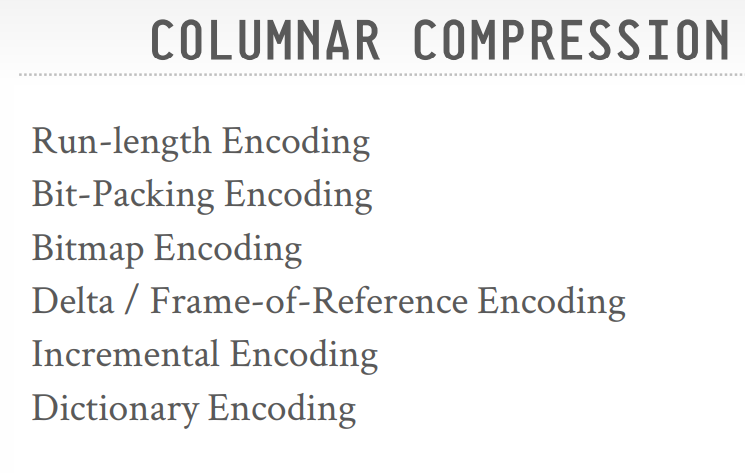 COLUMNAR COMPRESSION
Run-length Encoding
Bit-Packing Encoding
Bitmap Encoding
Delta / Frame-of-Reference Encoding
Incremental Encoding
Dictionary Encoding